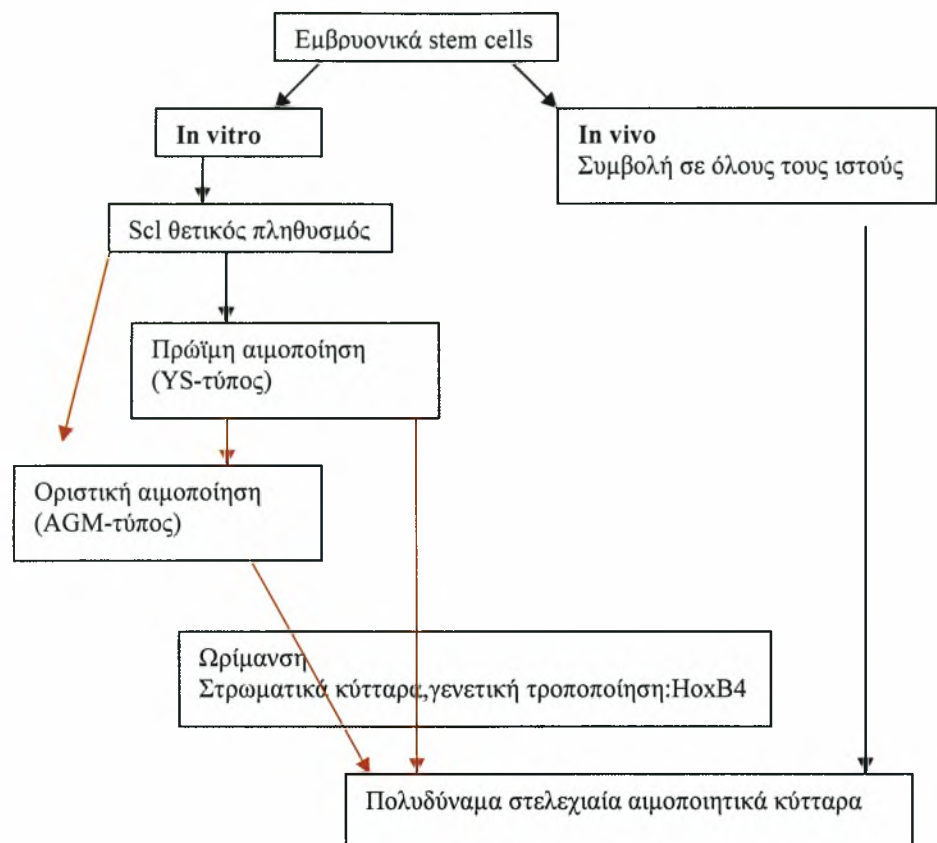 Εμβρυονικά stem cells
In vitro
In vivo
Συμβολή σε όλους τους ιστούς
Scl θετικός πληθυσμός
Πρώϊμη αιμοποίηση
(YS-τύπος)
Οριστική αιμοποίηση
(AGM-τύπος)
Ωρίμανση
Στρωματικά κύτταρα,γενετική τροποποίηση:HoxB4
Πολυδύναμα στελεχιαία αιμοποιητικά κύτταρα